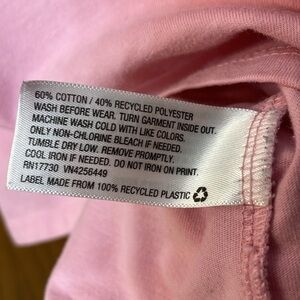 60% COTTON / 40% RECYCLED POLYESTER
WASH BEFORE WEAR. TURN GARMENT INSIDE OUT.
MACHINE WASH COLD WITH LIKE COLORS.
ONLY NON-CHLORINE BLEACH IF NEEDED.
TUMBLE DRY LOW. REMOVE PROMPTLY.
COOL IRON IF NEEDED. DO NOT IRON ON PRINT.
RN17730 VN4256449
LABEL MADE FROM 100% RECYCLED PLASTIC